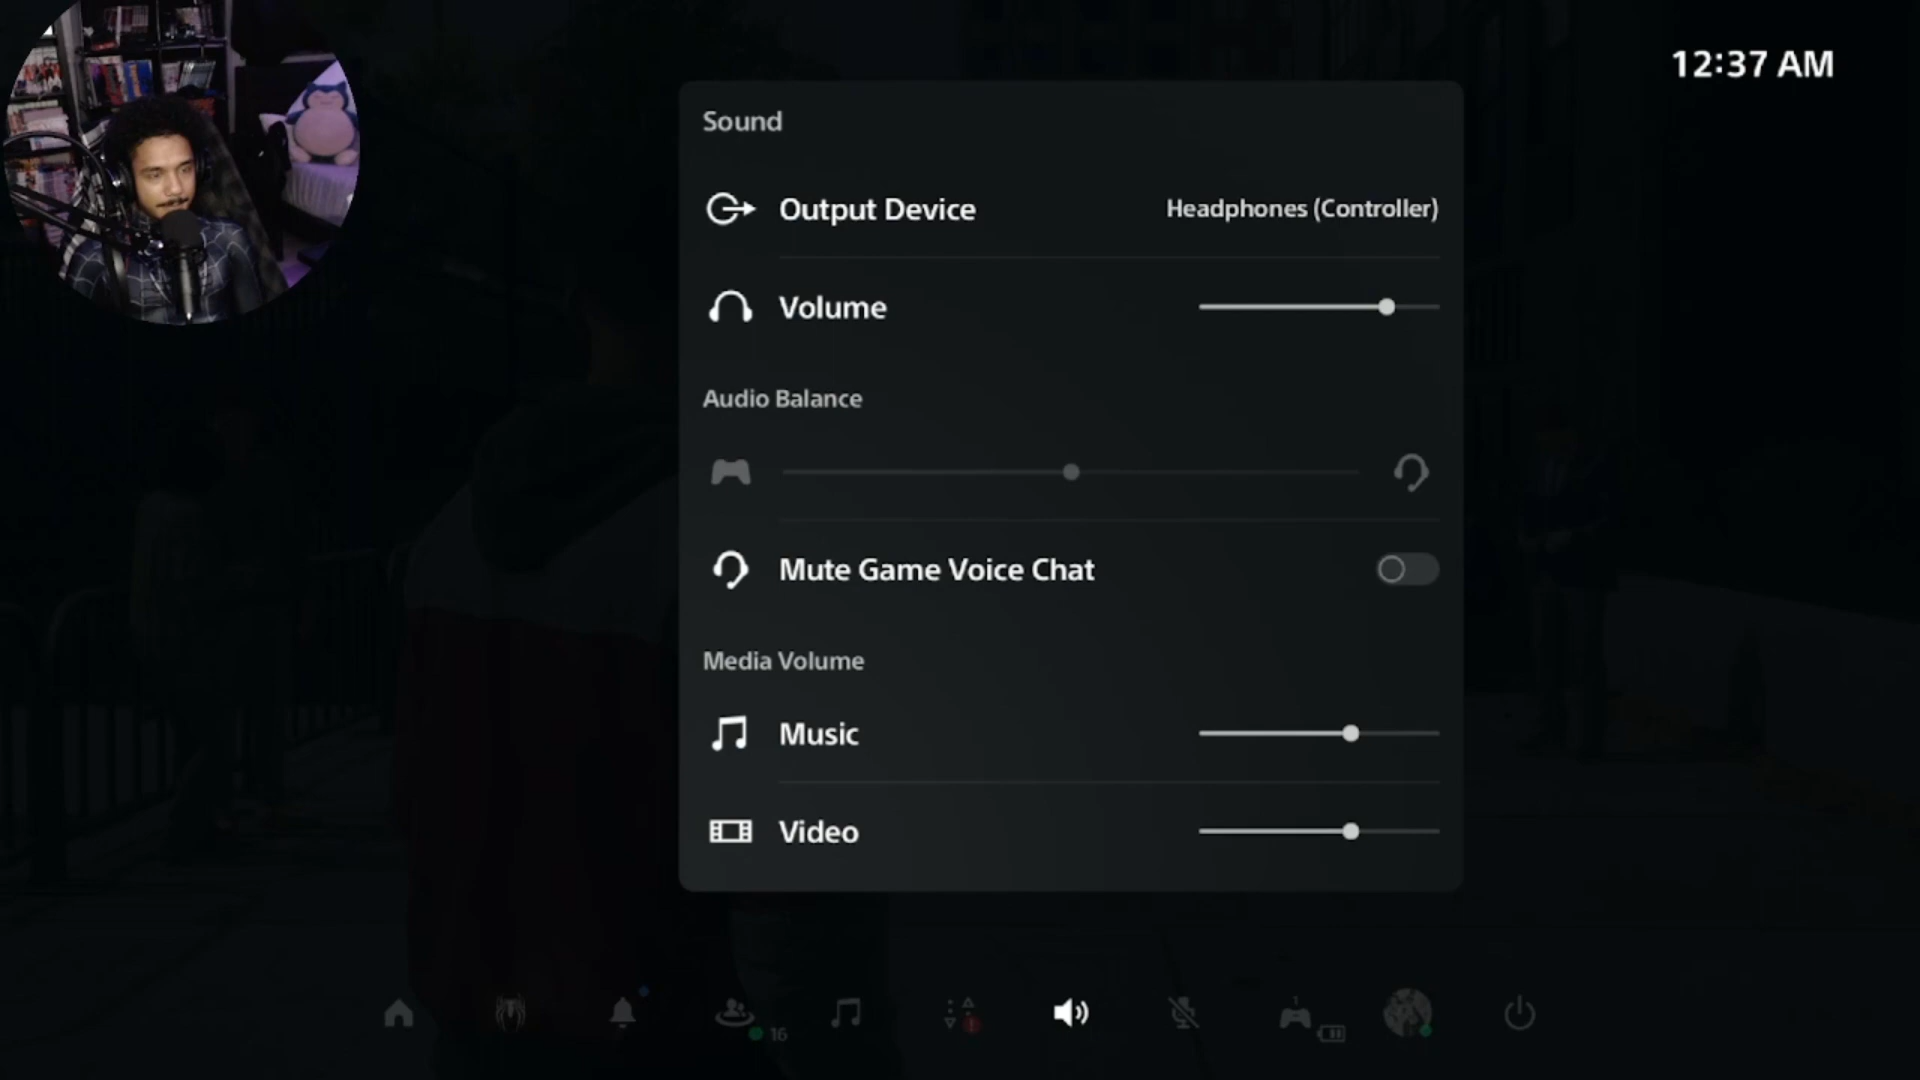 12:37 AM
Sound
Output Device Headphones (Controller)
Volume
Audio Balance
Mute Game Voice Chat
Media Volume
Music
Video
16
1